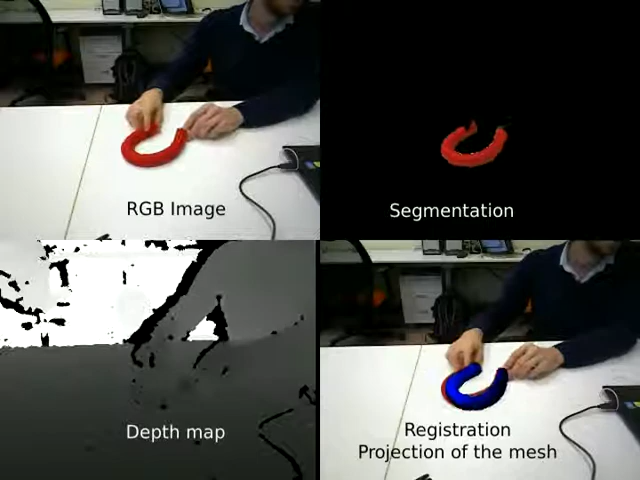 RGB Image
Segmentation
Depth map
Registration
Projection of the mesh